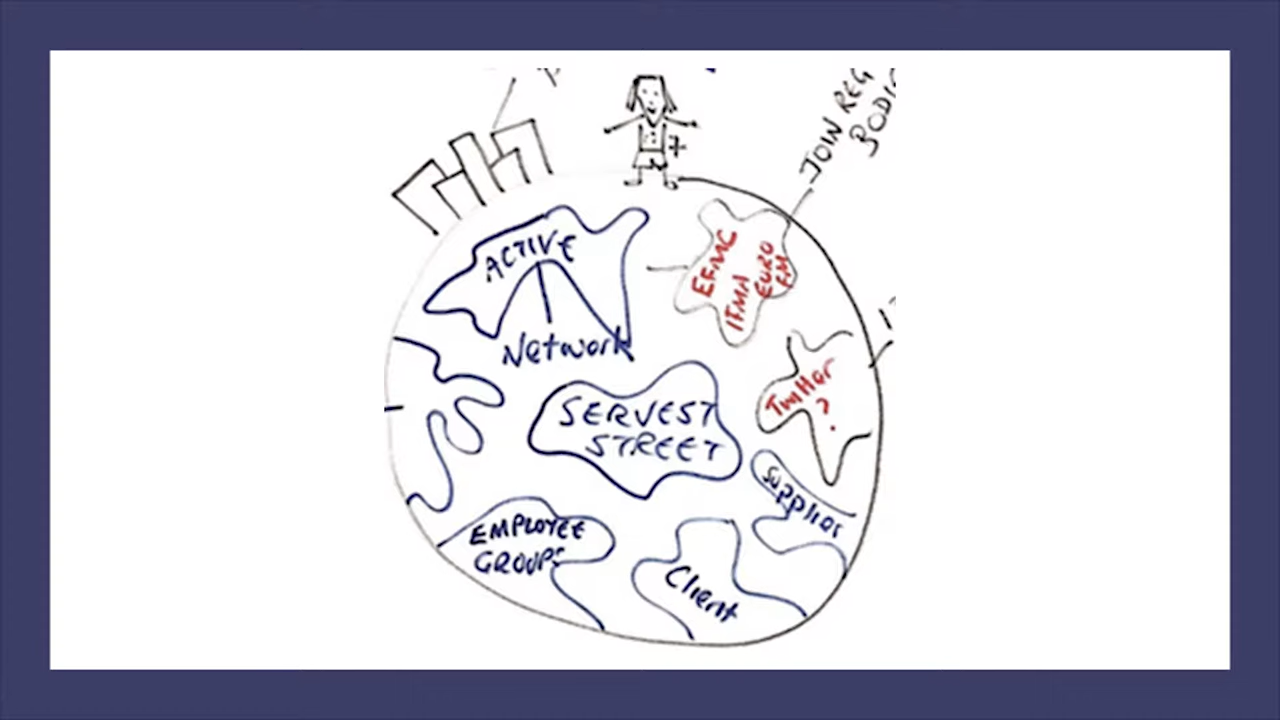 JOIN REG
BODI
ACTIVE
Network
EFMC
IFMA
EURO
FM
Twitter
?
SERVEST
STREET
Supplier
EMPLOYEE
GROUPS
Client